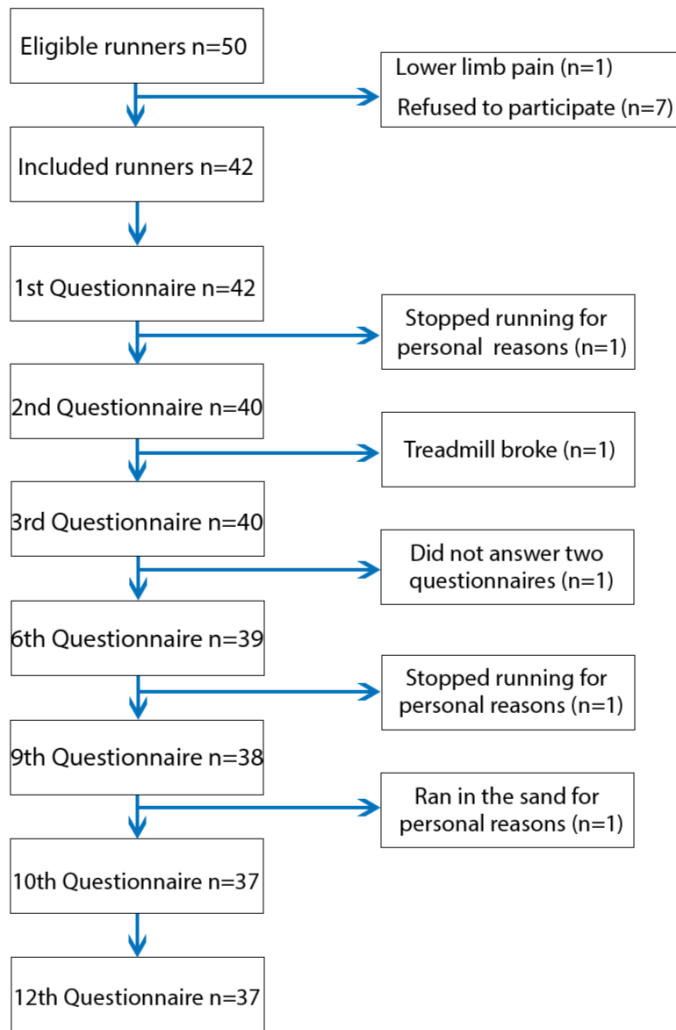 Eligible runners n=50
Lower limb pain (n=1)
Refused to participate (n=7)
Included runners n=42
1st Questionnaire n=42
Stopped running for
personal reasons (n=1)
2nd Questionnaire n=40
Treadmill broke (n=1)
3rd Questionnaire n=40
Did not answer two
questionnaires (n=1)
6th Questionnaire n=39
Stopped running for
personal reasons (n=1)
9th Questionnaire n=38
Ran in the sand for
personal reasons (n=1)
10th Questionnaire n=37
12th Questionnaire n=37